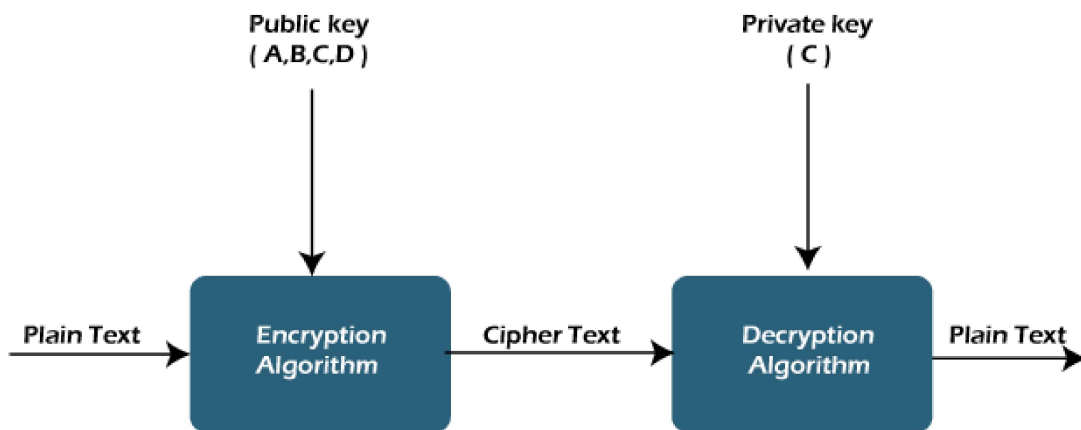 Public key
( A,B,C,D )
Private key
( C )
Plain Text
Encryption
Algorithm
Cipher Text
Decryption
Algorithm
Plain Text